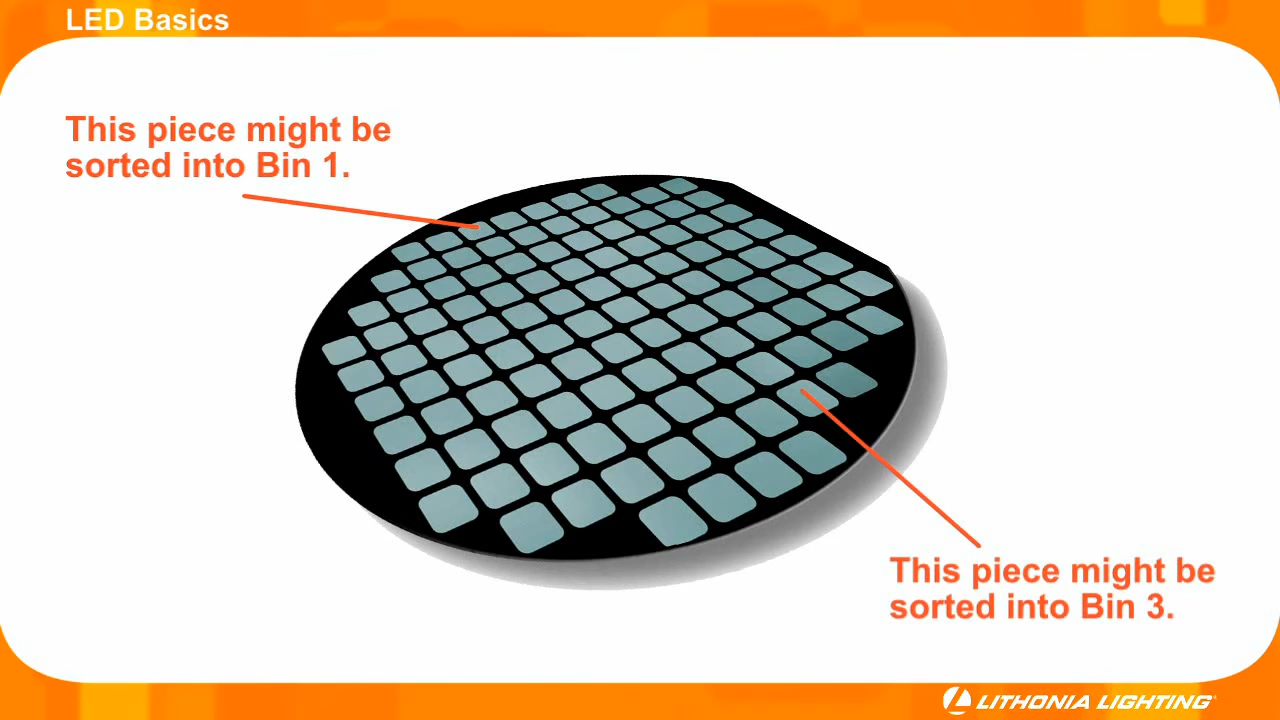 LED Basics
This piece might be
sorted into Bin 1.
This piece might be
sorted into Bin 3.
LITHONIA LIGHTING®